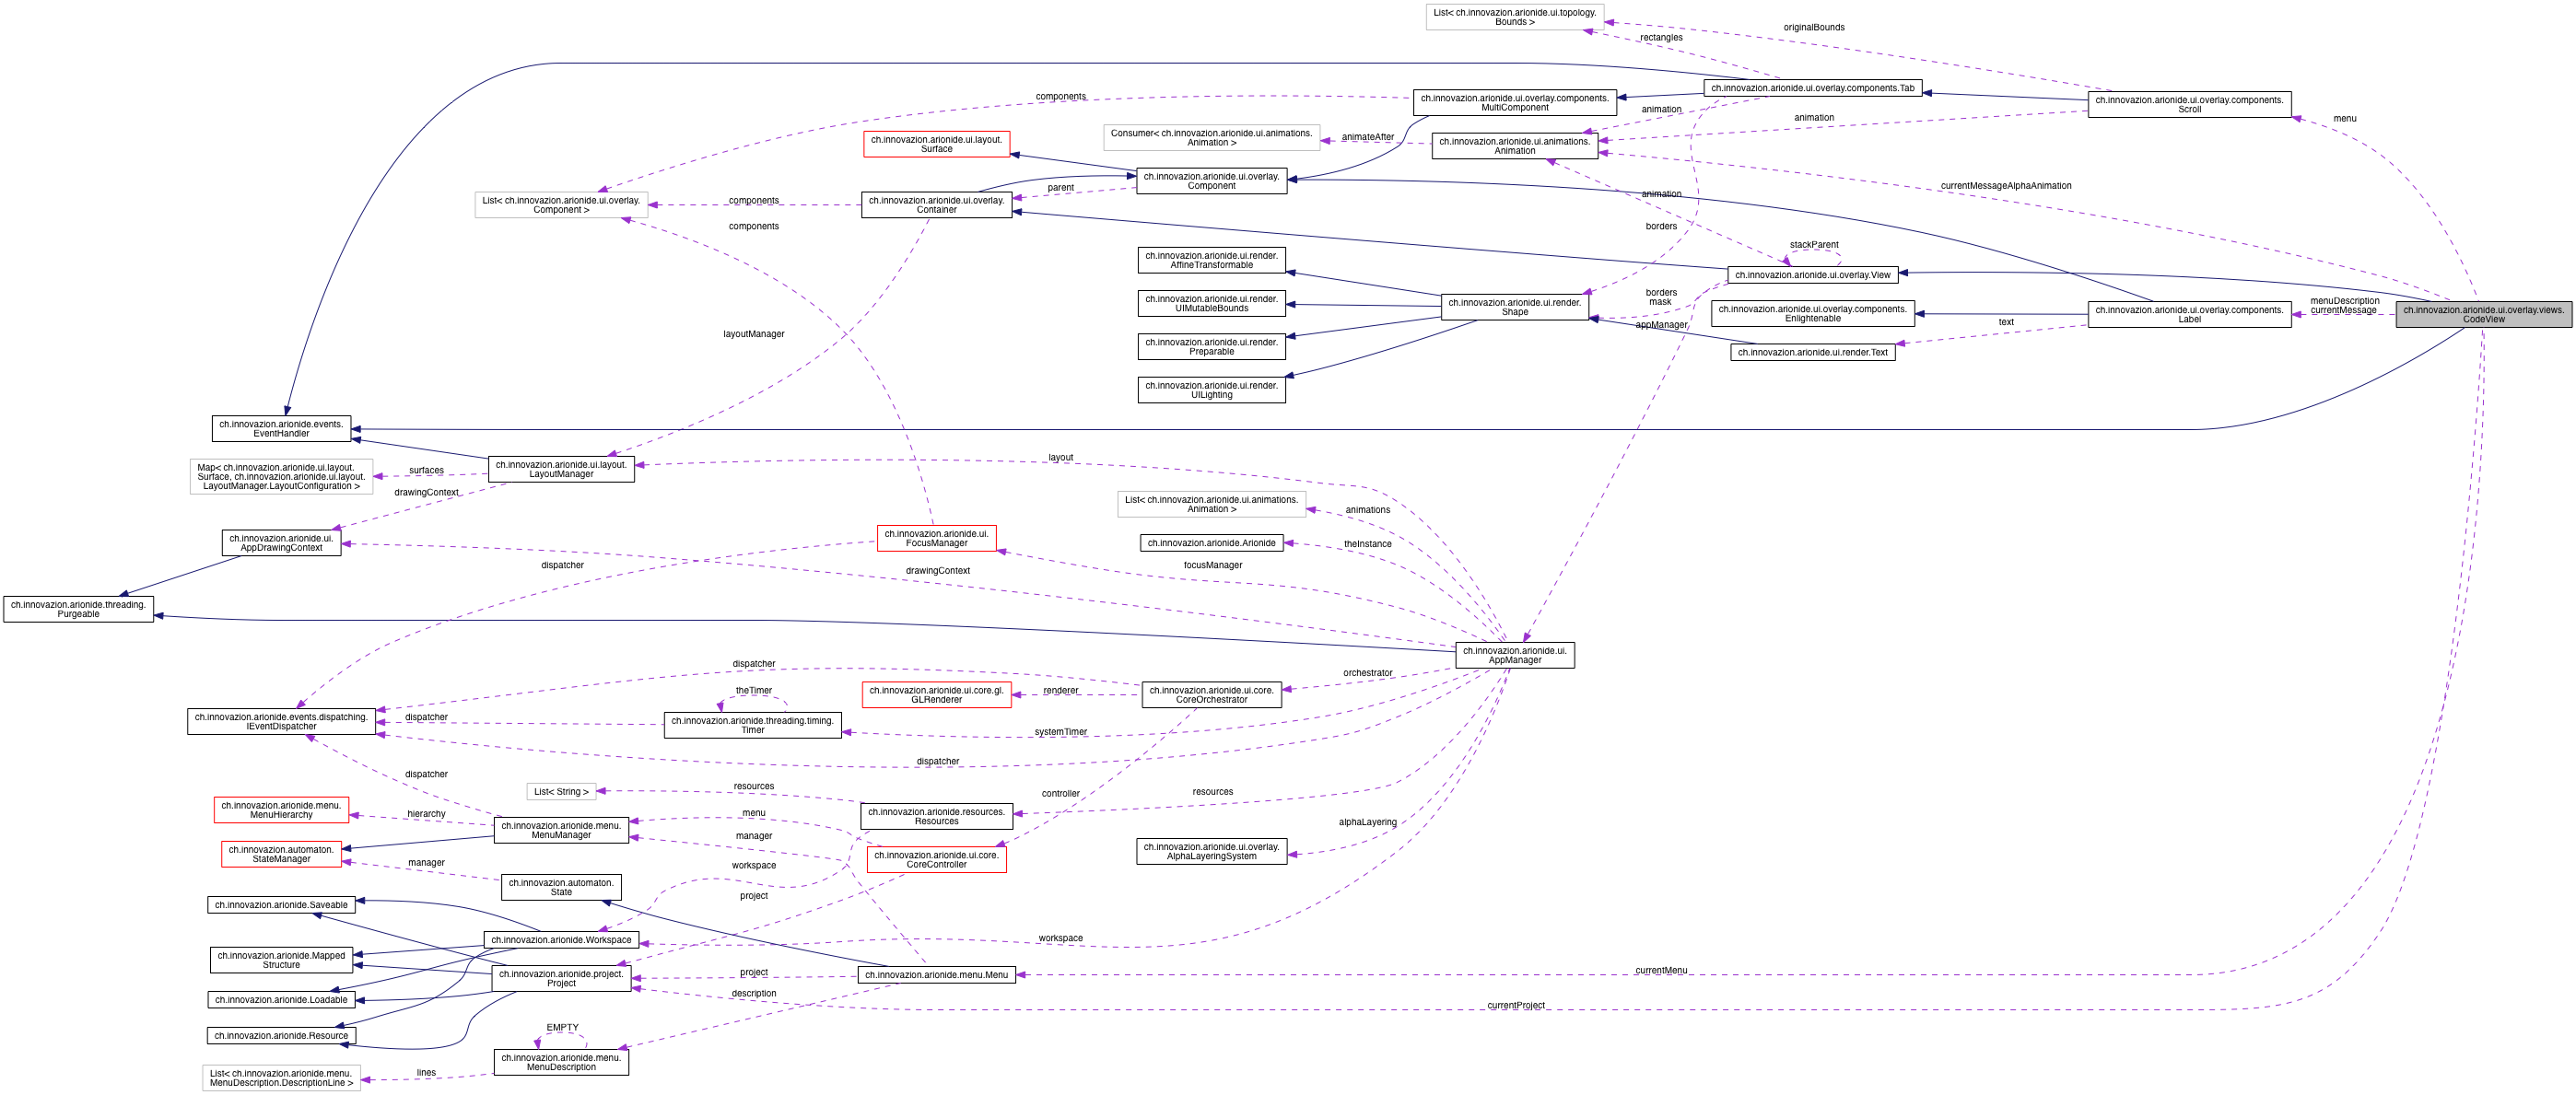 List< ch.innovazion.arionide.ui.topology.
Bounds >
originalBounds
rectangles
ch.innovazion.arionide.ui.overlay.components.Tab
components
ch.innovazion.arionide.ui.overlay.components.
MultiComponent
ch.innovazion.arionide.ui.overlay.components.
Scroll
animation
animation
menu
Consumer< ch.innovazion.arionide.ui.animations.
Animation >
animateAfter
ch.innovazion.arionide.ui.animations.
Animation
ch.innovazion.arionide.ui.layout.
Surface
ch.innovazion.arionide.ui.overlay.
Component
parent
currentMessageAlphaAnimation
animation
List< ch.innovazion.arionide.ui.overlay.
Component >
components
ch.innovazion.arionide.ui.overlay.
Container
components
borders
stackParent
ch.innovazion.arionide.ui.render.
AffineTransformable
ch.innovazion.arionide.ui.overlay.View
ch.innovazion.arionide.ui.render.
UIMutableBounds
ch.innovazion.arionide.ui.render.
Shape
borders
mask
appManager
ch.innovazion.arionide.ui.overlay.components.
Enlightenable
text
ch.innovazion.arionide.ui.overlay.components.
Label
menuDescription
currentMessage
ch.innovazion.arionide.ui.overlay.views.
CodeView
layoutManager
ch.innovazion.arionide.ui.render.
Preparable
ch.innovazion.arionide.ui.render.Text
ch.innovazion.arionide.ui.render.
UILighting
ch.innovazion.arionide.events.
EventHandler
Map< ch.innovazion.arionide.ui.layout.
Surface, ch.innovazion.arionide.ui.layout.
LayoutManager.LayoutConfiguration >
surfaces
ch.innovazion.arionide.ui.layout.
LayoutManager
layout
drawingContext
List< ch.innovazion.arionide.ui.animations.
Animation >
animations
ch.innovazion.arionide.ui.
AppDrawingContext
ch.innovazion.arionide.ui.
FocusManager
ch.innovazion.arionide.Arionide
theInstance
dispatcher
drawingContext
focusManager
ch.innovazion.arionide.threading.
Purgeable
ch.innovazion.arionide.ui.
AppManager
dispatcher
orchestrator
theTimer
ch.innovazion.arionide.ui.core.gl.
GLRenderer
renderer
ch.innovazion.arionide.ui.core.
CoreOrchestrator
ch.innovazion.arionide.events.dispatching.
IEventDispatcher
dispatcher
ch.innovazion.arionide.threading.timing.
Timer
systemTimer
dispatcher
dispatcher
List< String >
resources
controller
resources
ch.innovazion.arionide.menu.
MenuHierarchy
hierarchy
ch.innovazion.arionide.menu.
MenuManager
menu
manager
ch.innovazion.arionide.resources.
Resources
alphaLayering
ch.innovazion.automaton.
StateManager
manager
workspace
ch.innovazion.arionide.ui.core.
CoreController
ch.innovazion.arionide.ui.overlay.
AlphaLayeringSystem
ch.innovazion.automaton.
State
project
ch.innovazion.arionide.Saveable
ch.innovazion.arionide.Workspace
workspace
ch.innovazion.arionide.Mapped
Structure
ch.innovazion.arionide.project.
Project
project
ch.innovazion.arionide.menu.Menu
currentMenu
description
ch.innovazion.arionide.Loadable
currentProject
ch.innovazion.arionide.Resource
EMPTY
ch.innovazion.arionide.menu.
MenuDescription
lines
List< ch.innovazion.arionide.menu.
MenuDescription.DescriptionLine >